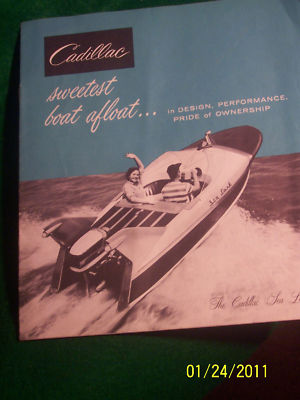 Cadillac
sweetest
boat afloat...
in DESIGN, PERFORMANCE,
PRIDE of OWNERSHIP
The Cadillac Sea
01/24/2011